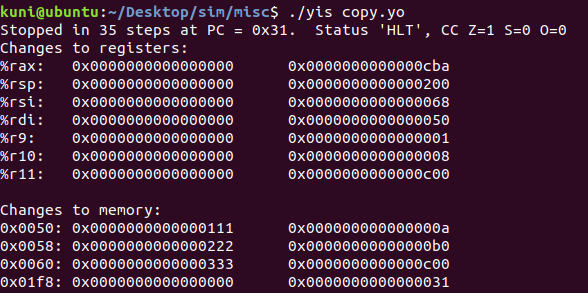 kuni@ubuntu:~/Desktop/sim/misc$ ./yis copy.yo
Stopped in 35 steps at PC = 0x31.  Status 'HLT', CC Z=1 S=0 O=0
Changes to registers:
%rax:   0x0000000000000000      0x0000000000000cba
%rsp:   0x0000000000000000      0x0000000000000200
%rsi:   0x0000000000000000      0x0000000000000068
%rdi:   0x0000000000000000      0x0000000000000050
%r9:    0x0000000000000000      0x0000000000000001
%r10:   0x0000000000000000      0x0000000000000008
%r11:   0x0000000000000000      0x0000000000000c00

Changes to memory:
0x0050: 0x0000000000000111      0x000000000000000a
0x0058: 0x0000000000000222      0x00000000000000b0
0x0060: 0x0000000000000333      0x0000000000000c00
0x01f8: 0x0000000000000000      0x0000000000000031